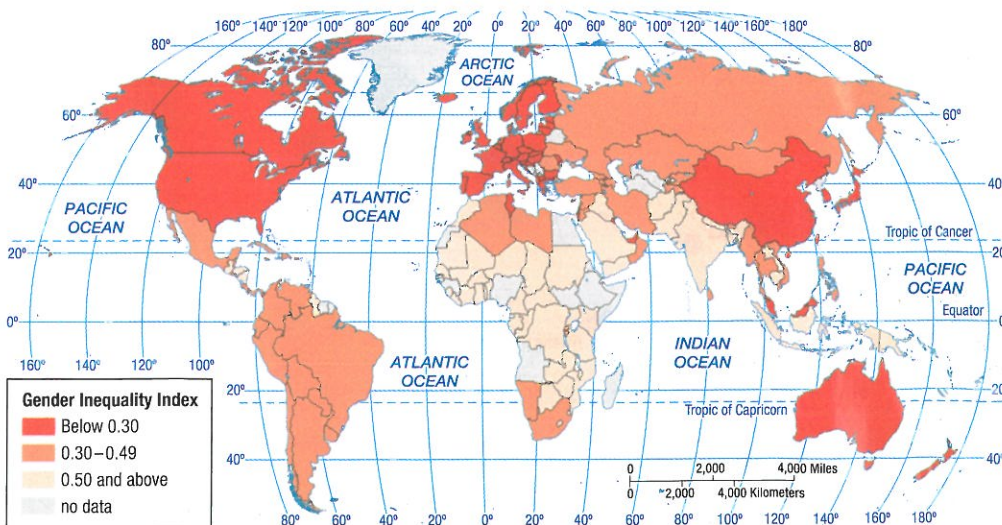 160° 140° 120° 100° 80° 60° 40° 20° 0° 20° 40° 60° 80° 100° 120° 140° 160° 180°
80°
ARCTIC
OCEAN
60°
40°
ATLANTIC
OCEAN
PACIFIC
OCEAN
20°
Tropic of Cancer
20°
PACIFIC
OCEAN
Equator
0°
0°
INDIAN
OCEAN
ATLANTIC
OCEAN
160° 140° 120° 100°
20°
20°
Tropic of Capricorn
40°
40°
Gender Inequality Index
Below 0.30
0.30–0.49
0.50 and above
no data
0 2,000 4,000 Miles
0 2,000 4,000 Kilometers
80° 60° 40° 20° 0° 20° 40° 60° 80° 100° 120° 140° 160° 180°